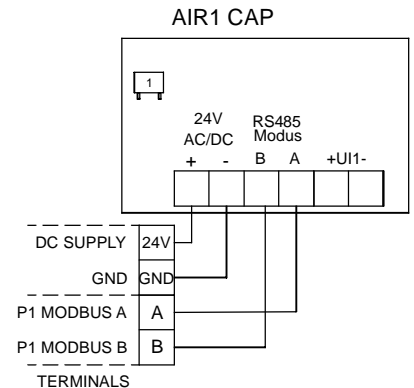 AIR1 CAP
1
24V
AC/DC
RS485
Modus
+ - B A +UI1-
DC SUPPLY 24V
GND GND
P1 MODBUS A A
P1 MODBUS B B
TERMINALS